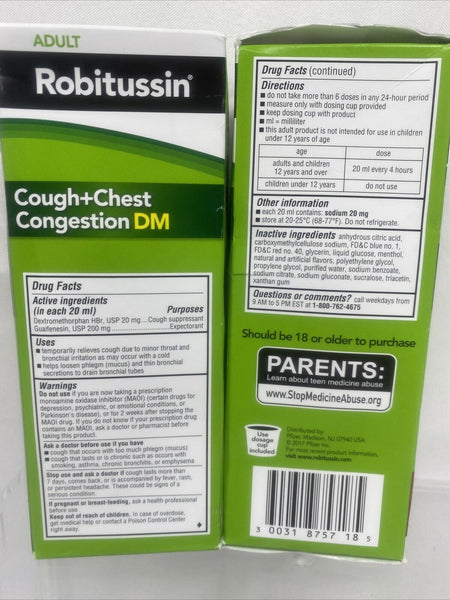 ADULT
Robitussin®
Cough+Chest
Congestion DM
Drug Facts
Active ingredients
(in each 20 ml) Purposes
Dextromethorphan HBr, USP 20 mg ... Cough suppressant
Guaifenesin, USP 200 mg ... Expectorant
Uses
■ temporarily relieves cough due to minor throat and
bronchial irritation as may occur with a cold
■ helps loosen phlegm (mucus) and thin bronchial
secretions to drain bronchial tubes
Warnings
Do not use if you are now taking a prescription
monoamine oxidase inhibitor (MAOI) (certain drugs for
depression, psychiatric, or emotional conditions, or
Parkinson's disease), or for 2 weeks after stopping the
MAOI drug. If you do not know if your prescription drug
contains an MAOI, ask a doctor or pharmacist before
taking this product.
Ask a doctor before use if you have
■ cough that occurs with too much phlegm (mucus)
■ cough that lasts or is chronic such as occurs with
smoking, asthma, chronic bronchitis, or emphysema
Stop use and ask a doctor if cough lasts more than
7 days, comes back, or is accompanied by fever, rash,
or persistent headache. These could be signs of a
serious condition.
If pregnant or breast-feeding, ask a health professional
before use.
Keep out of reach of children. In case of overdose,
get medical help or contact a Poison Control Center
right away.
Drug Facts (continued)
Directions
■ do not take more than 6 doses in any 24-hour period
■ measure only with dosing cup provided
■ keep dosing cup with product
■ ml = milliliter
■ this adult product is not intended for use in children
under 12 years of age
age dose
adults and children
12 years and over 20 ml every 4 hours
children under 12 years do not use
Other information
■ each 20 ml contains: sodium 20 mg
■ store at 20-25°C (68-77°F). Do not refrigerate.
Inactive ingredients anhydrous citric acid,
carboxymethylcellulose sodium, FD&C blue no. 1,
FD&C red no. 40, glycerin, liquid glucose, menthol,
natural and artificial flavors, polyethylene glycol,
propylene glycol, purified water, sodium benzoate,
sodium citrate, sodium gluconate, sucralose, triacetin,
xanthan gum
Questions or comments? call weekdays from
9 AM to 5 PM EST at 1-800-762-4675
Should be 18 or older to purchase
PARENTS:
Learn about teen medicine abuse
www.StopMedicineAbuse.org
Use
dosage
cup
included
Distributed by:
Pfizer, Madison, NJ 07940 USA
© 2017 Pfizer Inc.
For most recent product information,
visit www.robitussin.com
3 0031 8757 18 5